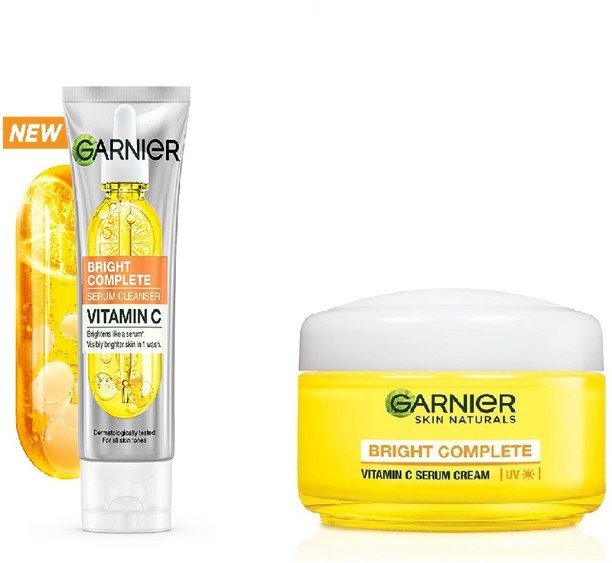 NEW
GARNIER
BRIGHT
COMPLETE
SERUM CLEANSER
VITAMIN C
Brightens like a serum*.
Visibly brighter skin in 1 wash.
Dermatologically tested
For all skin tones
GARNIER
SKIN NATURALS
BRIGHT COMPLETE
VITAMIN C SERUM CREAM | UV